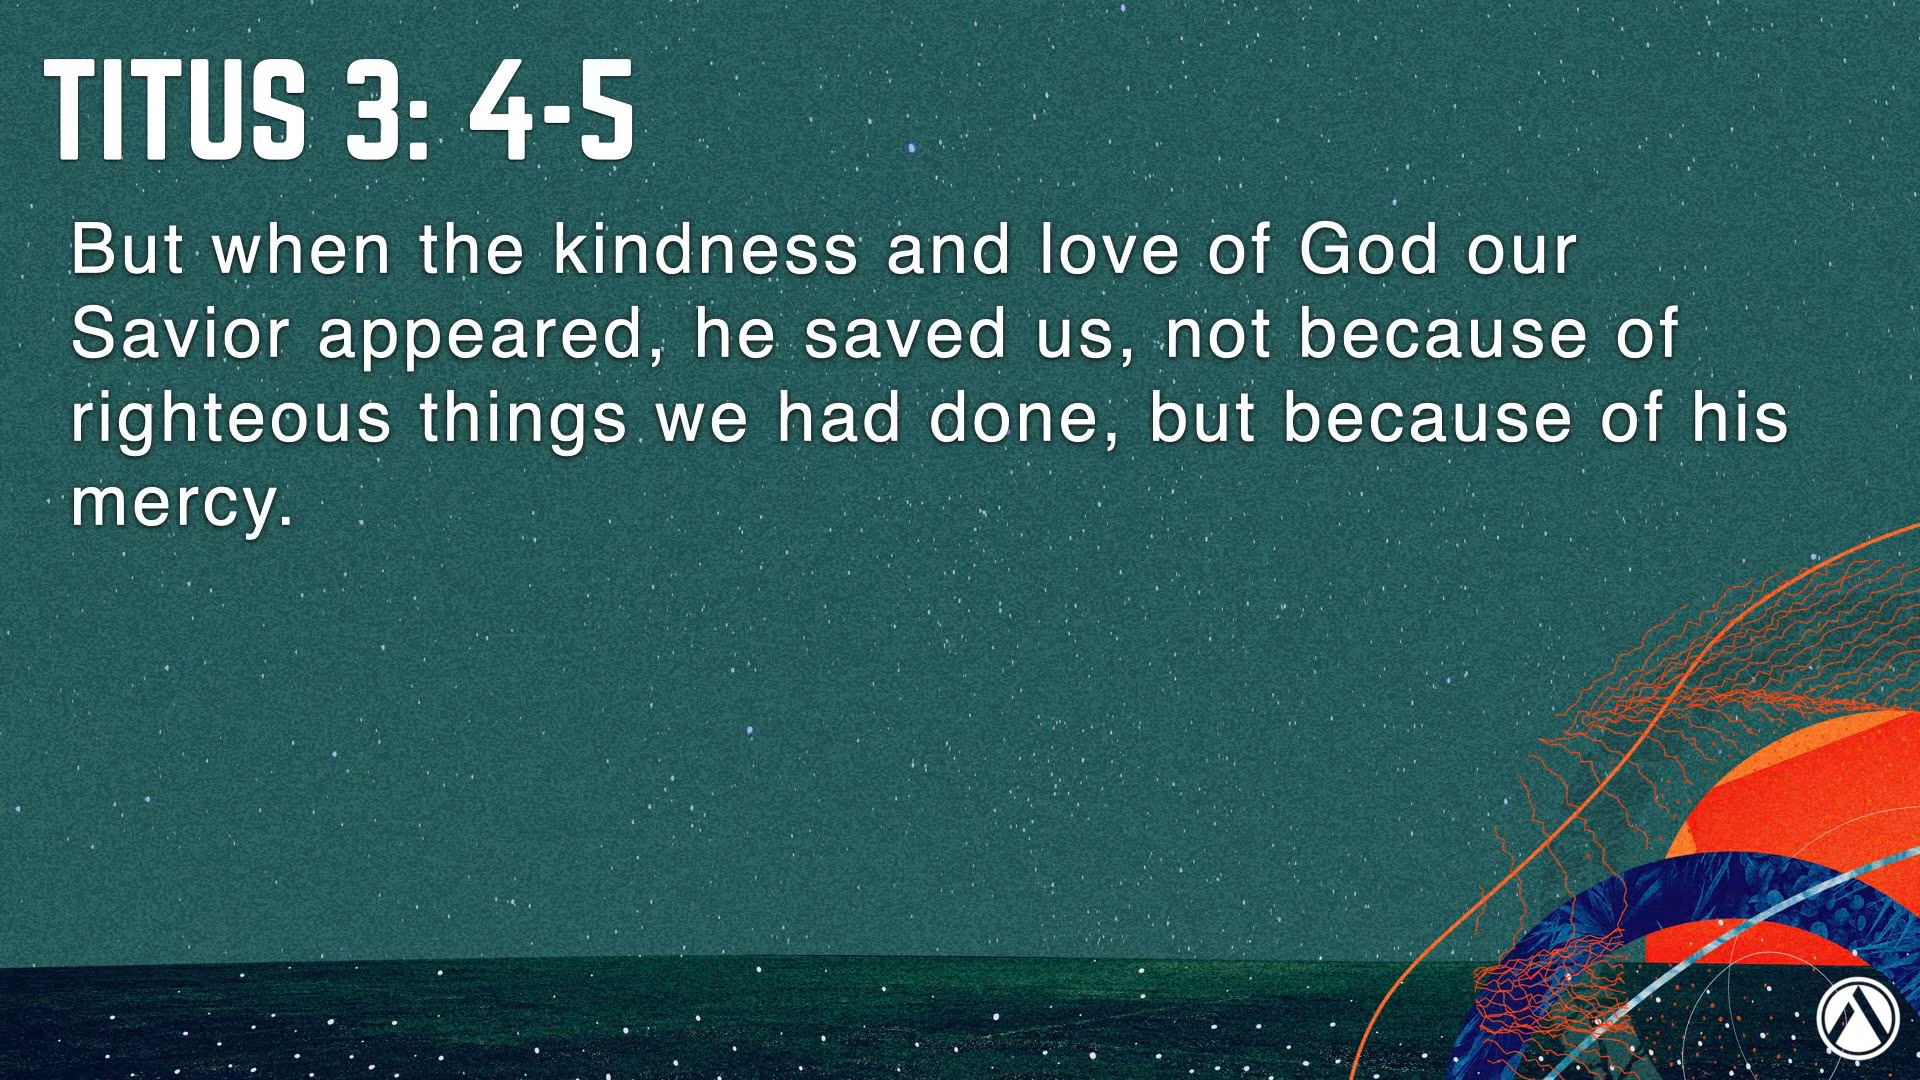 TITUS 3: 4-5
But when the kindness and love of God our
Savior appeared, he saved us, not because of
righteous things we had done, but because of his
mercy.